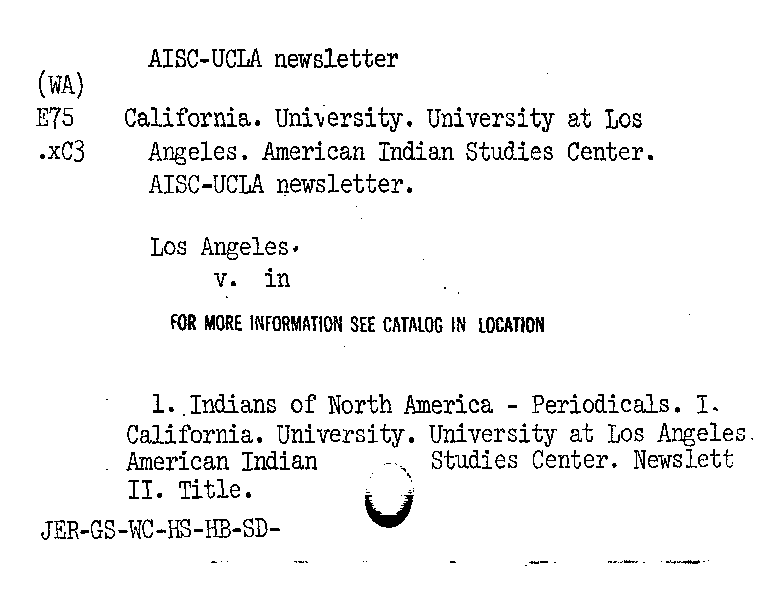 AISC-UCLA newsletter
(WA)
E75 California. University. University at Los
.xC3 Angeles. American Indian Studies Center.
AISC-UCLA newsletter.
Los Angeles.
v. in
FOR MORE INFORMATION SEE CATALOG IN LOCATION
1. Indians of North America - Periodicals. I.
California. University. University at Los Angeles.
American Indian Studies Center. Newslett
II. Title.
JER-GS-WC-HS-HB-SD-